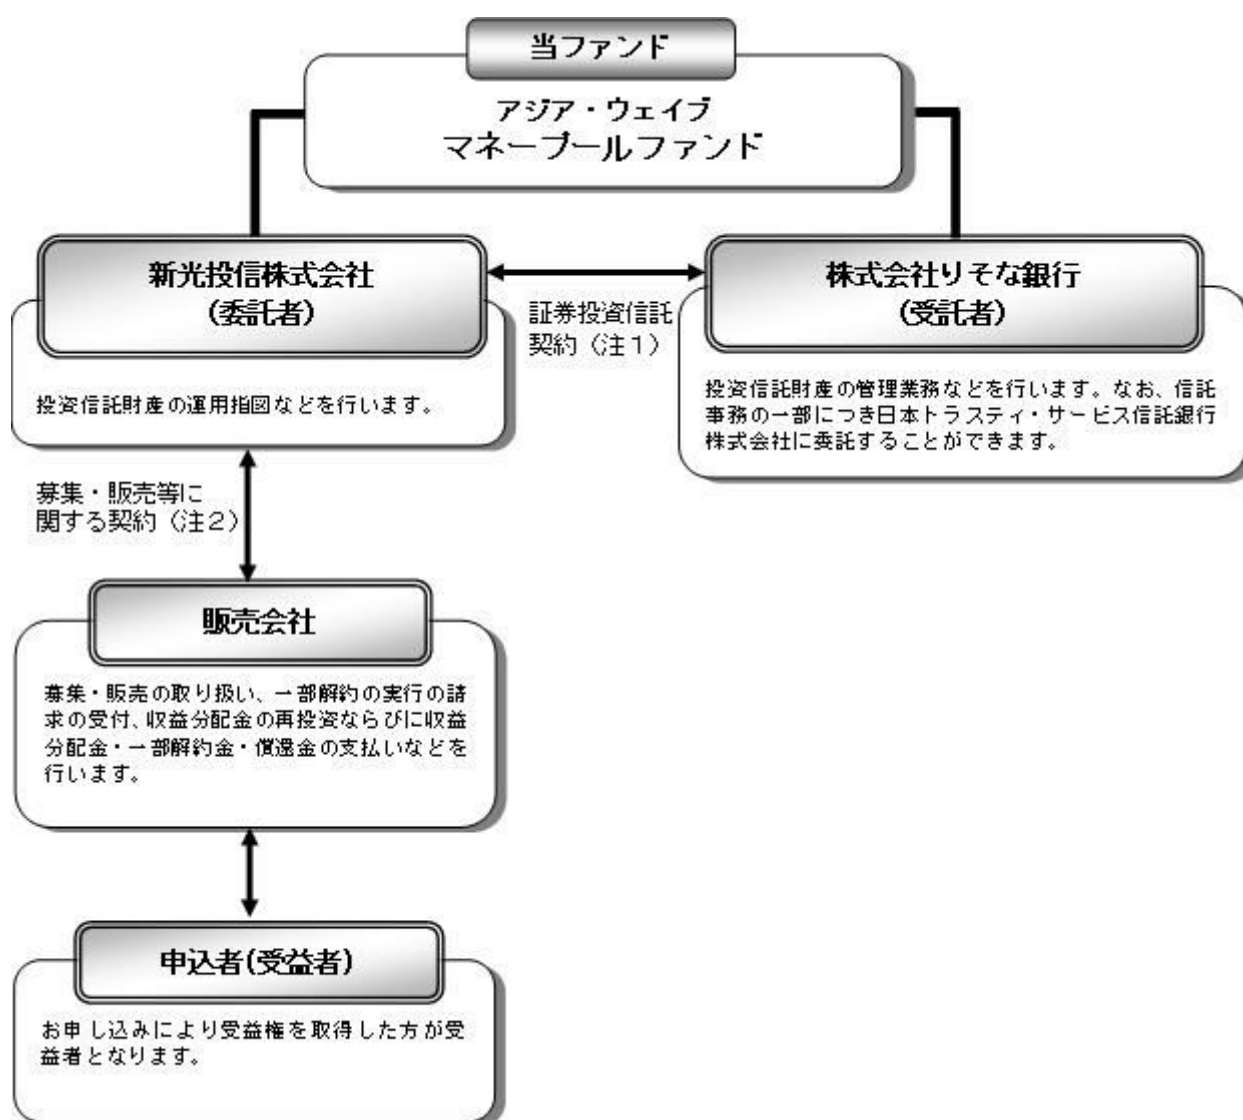 当ファンド
アジア・ウェイブ
マネープールファンド
新光投信株式会社
(委託者)
投資信託財産の運用指図などを行います。
証券投資信託
契約（注１）
株式会社りそな銀行
(受託者)
投資信託財産の管理業務などを行います。なお、信託
事務の一部につき日本トラスティ・サービス信託銀行
株式会社に委託することができます。
募集・販売等に
関する契約（注２）
販売会社
募集・販売の取り扱い、一部解約の実行の請
求の受付、収益分配金の再投資ならびに収益
分配金・一部解約金・償還金の支払いなどを
行います。
申込者(受益者)
お申し込みにより受益権を取得した方が受
益者となります。